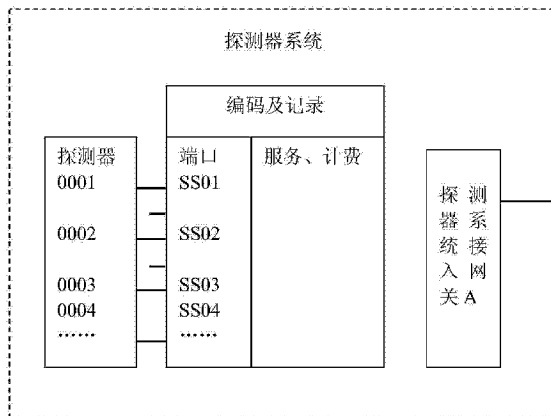 探测器系统
编码及记录
探测器
0001
0002
0003
0004
……
端口
SS01
SS02
SS03
SS04
……
服务、计费
探 测
器 系
统 接
入 网
关 A